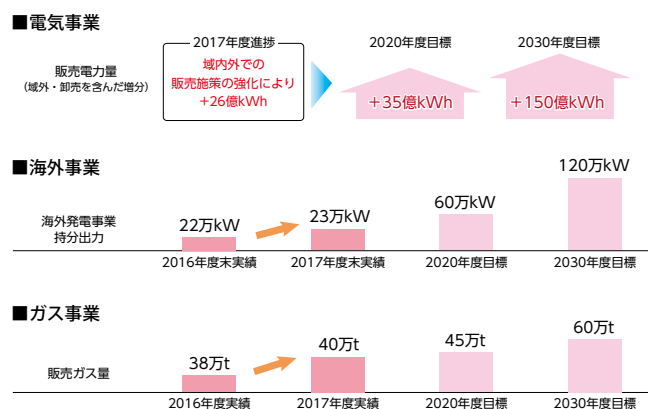 ■電気事業
2017年度進捗
2020年度目標
2030年度目標
販売電力量
（域外・卸売を含んだ増分）
域内外での
販売施策の強化により
+26億kWh
+35億kWh
+150億kWh
■海外事業
海外発電事業
持分出力
22万kW
23万kW
60万kW
120万kW
2016年度末実績
2017年度末実績
2020年度目標
2030年度目標
■ガス事業
販売ガス量
38万t
40万t
45万t
60万t
2016年度実績
2017年度実績
2020年度目標
2030年度目標